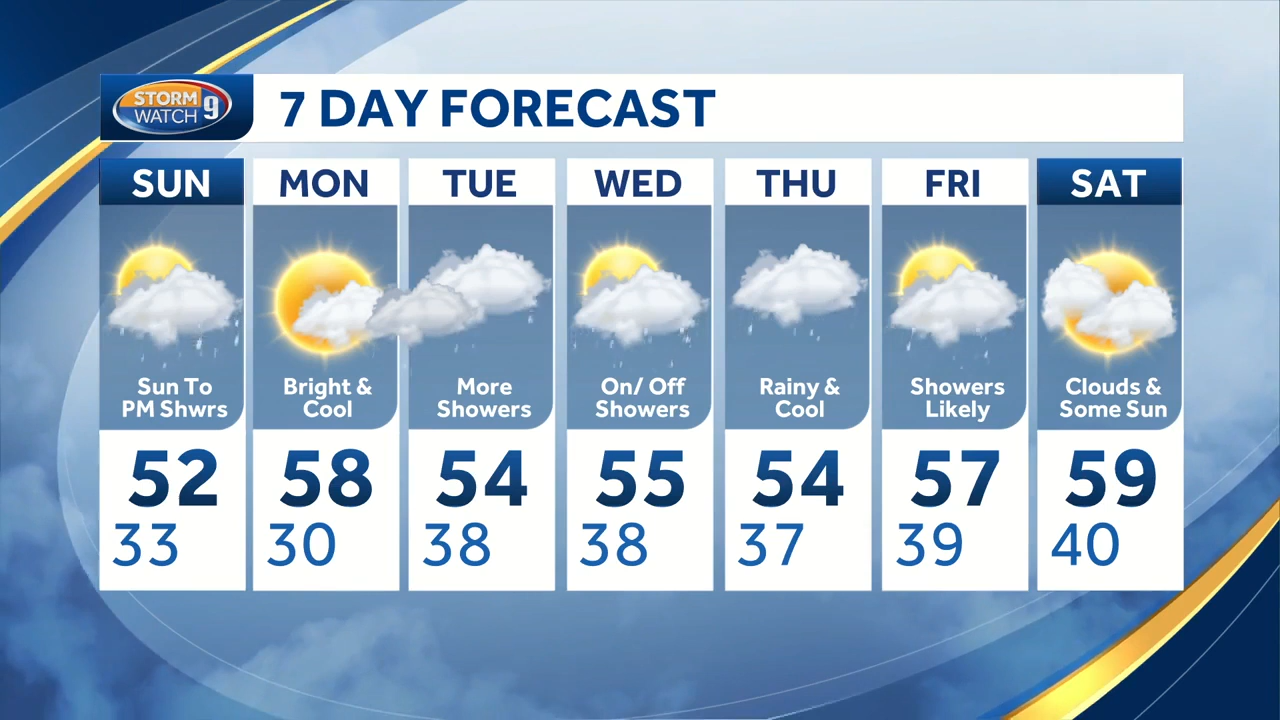 STORM
WATCH 9
7 DAY FORECAST
SUN
MON
TUE
WED
THU
FRI
SAT
Sun To
PM Shwrs
Bright &
Cool
More
Showers
On/ Off
Showers
Rainy &
Cool
Showers
Likely
Clouds &
Some Sun
52
58
54
55
54
57
59
33
30
38
38
37
39
40